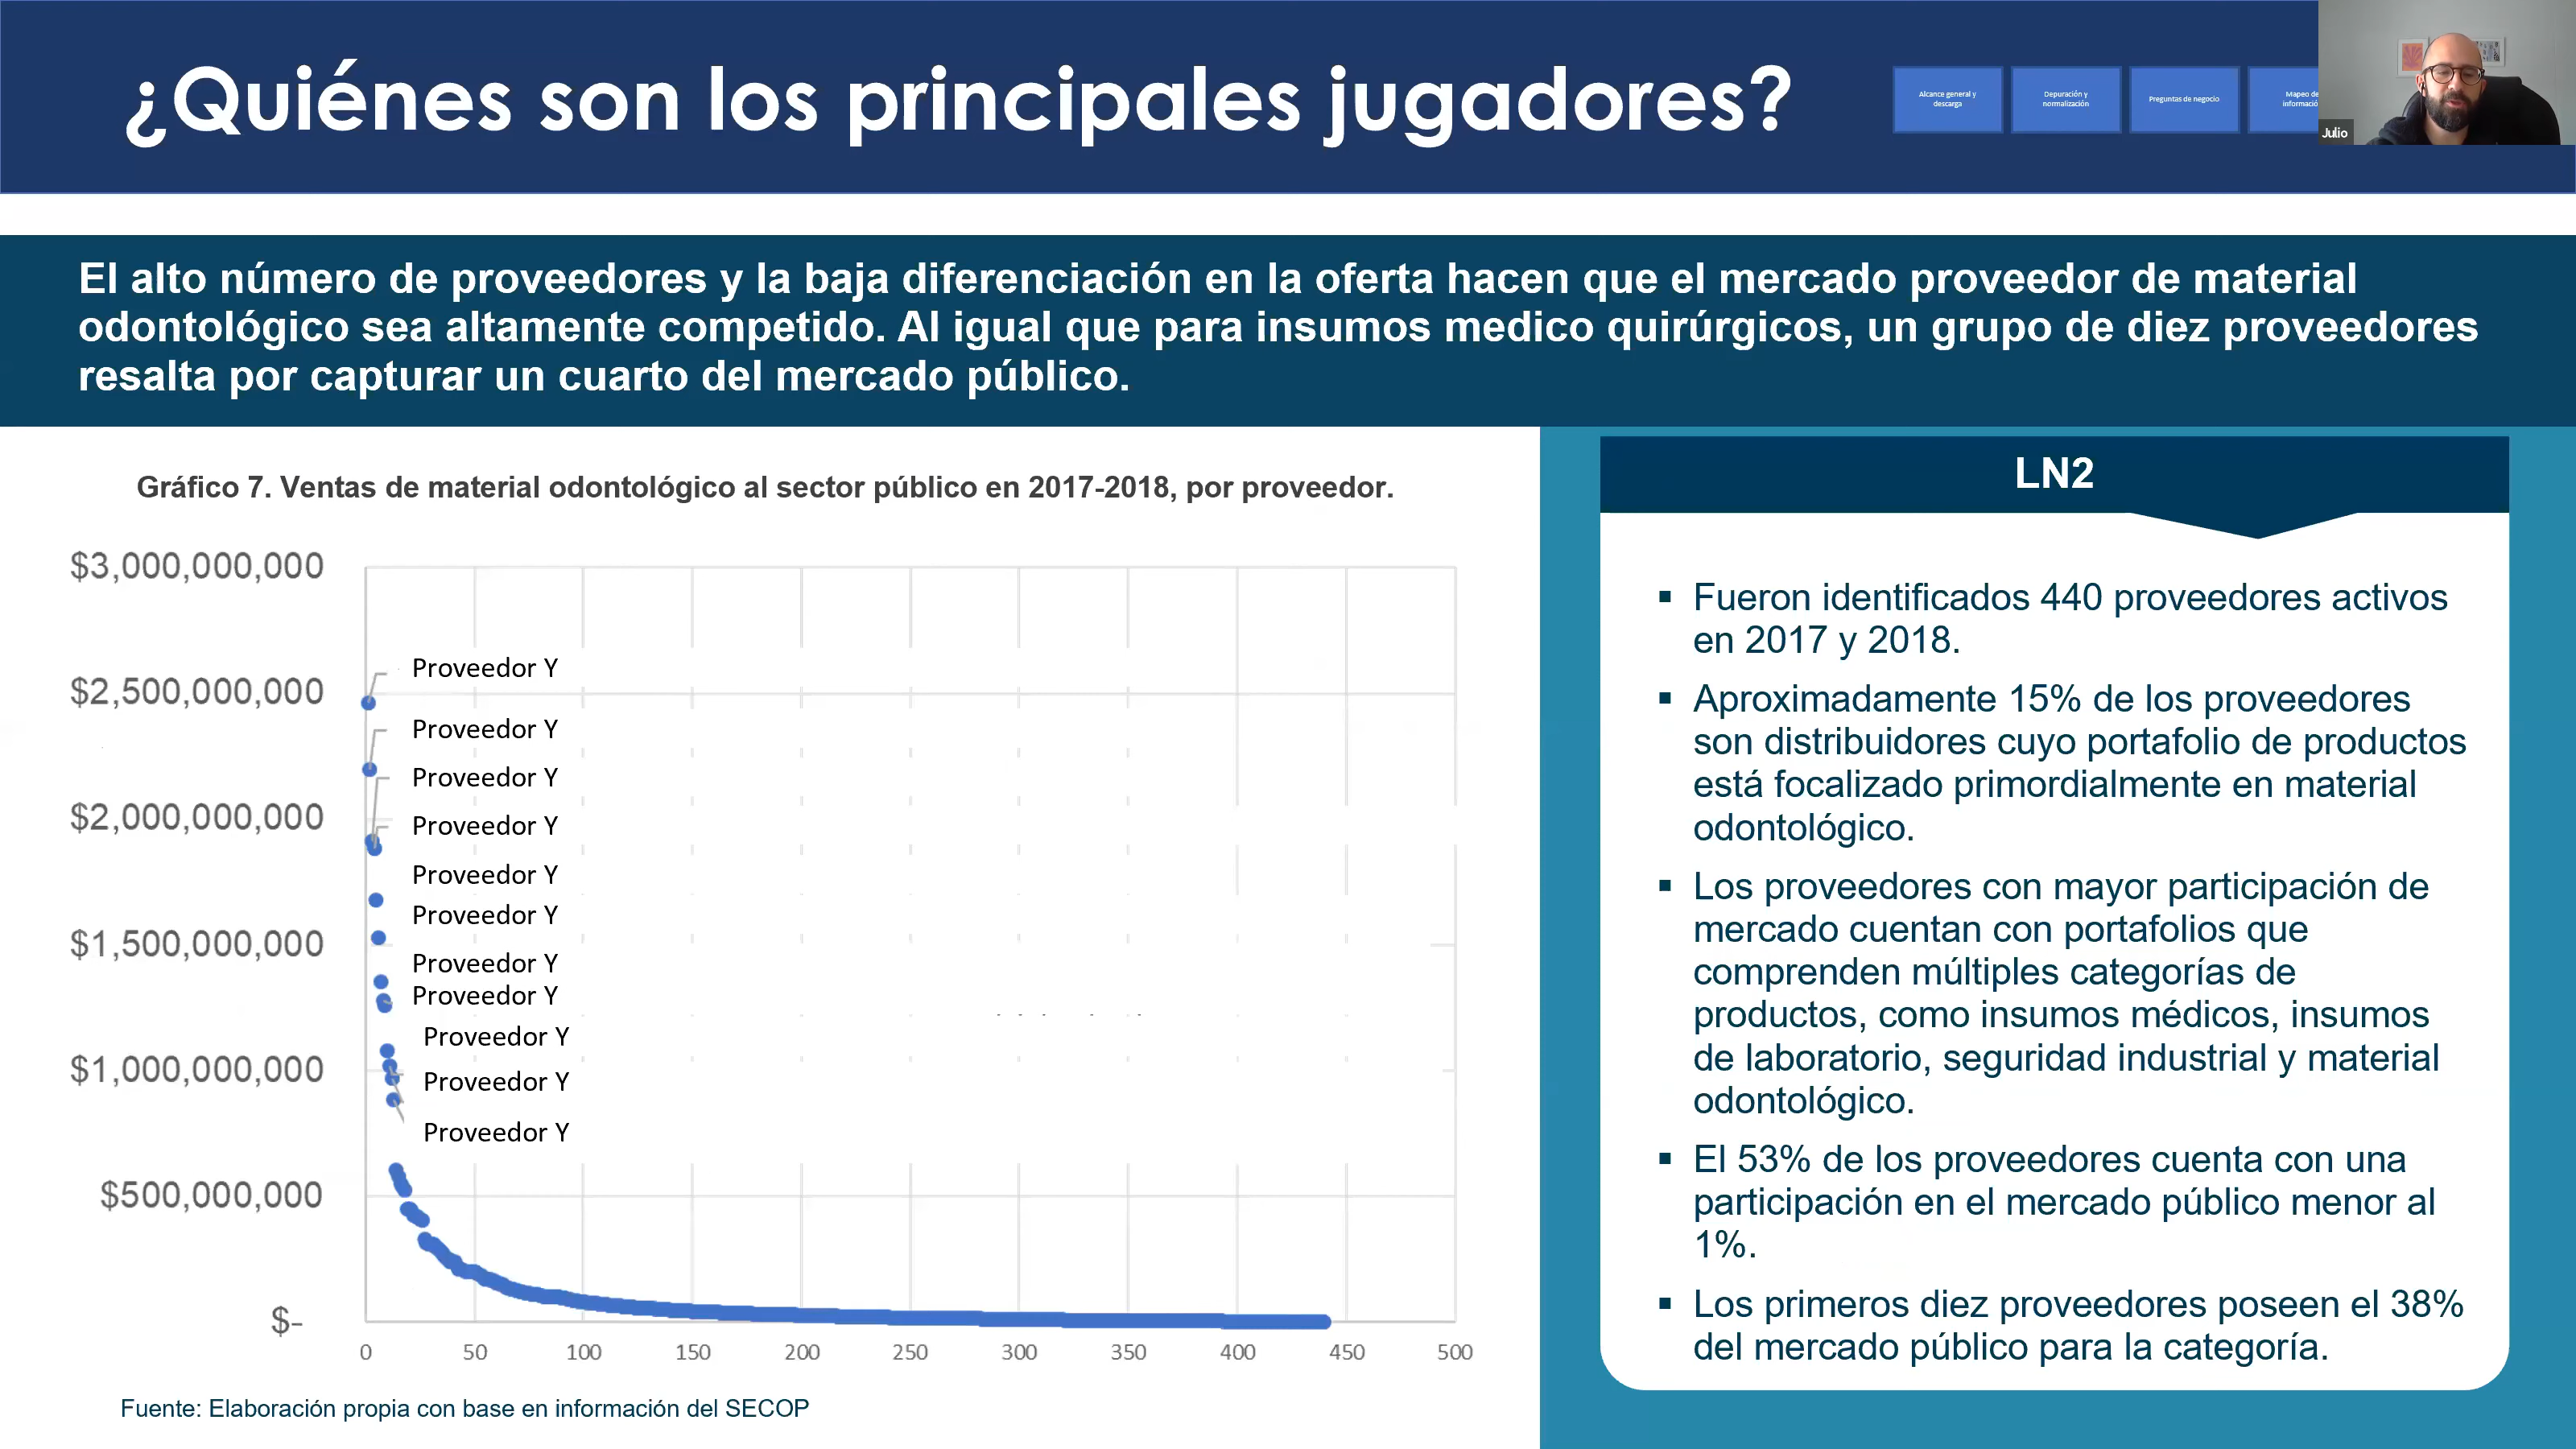 ¿Quiénes son los principales jugadores?
Alcance general y
descarga
Depuración y
normalización
Preguntas de negocio
Mapeo de
Julio
El alto número de proveedores y la baja diferenciación en la oferta hacen que el mercado proveedor de material
odontológico sea altamente competido. Al igual que para insumos medico quirúrgicos, un grupo de diez proveedores
resalta por capturar un cuarto del mercado público.
Gráfico 7. Ventas de material odontológico al sector público en 2017-2018, por proveedor.
$3,000,000,000
$2,500,000,000
$2,000,000,000
$1,500,000,000
$1,000,000,000
$500,000,000
$-
Proveedor Y
Proveedor Y
Proveedor Y
Proveedor Y
Proveedor Y
Proveedor Y
Proveedor Y
Proveedor Y
Proveedor Y
Proveedor Y
Proveedor Y
0 50 100 150 200 250 300 350 400 450 500
Fuente: Elaboración propia con base en información del SECOP
LN2
▪ Fueron identificados 440 proveedores activos
en 2017 y 2018.
▪ Aproximadamente 15% de los proveedores
son distribuidores cuyo portafolio de productos
está focalizado primordialmente en material
odontológico.
▪ Los proveedores con mayor participación de
mercado cuentan con portafolios que
comprenden múltiples categorías de
productos, como insumos médicos, insumos
de laboratorio, seguridad industrial y material
odontológico.
▪ El 53% de los proveedores cuenta con una
participación en el mercado público menor al
1%.
▪ Los primeros diez proveedores poseen el 38%
del mercado público para la categoría.